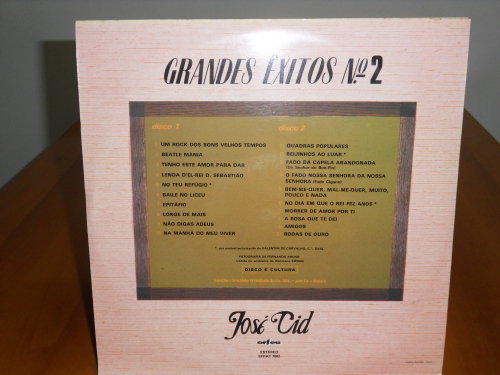 GRANDES ÊXITOS Nº 2
disco 1
UM ROCK DOS BONS VELHOS TEMPOS
BEATLE MANIA
TENHO ESTE AMOR PARA DAR
LENDA D'EL-REI D. SEBASTIÃO
NO TEU REFÚGIO *
BAILE NO LICEU
EPITÁFIO
LONGE DE MAIS
NÃO DIGAS ADEUS
NA MANHÃ DO MEU VIVER
disco 2
QUADRAS POPULARES
BEIJINHOS AO LUAR *
FADO DA CAPELA ABANDONADA
O FADO NOSSA SENHORA DA NOSSA
SENHORA
BEM-ME-QUER, MAL-ME-QUER, MUITO,
POUCO E NADA
NO DIA EM QUE O REI FEZ ANOS *
MORRER DE AMOR POR TI
A ROSA QUE TE DEI
AMIGOS
BODAS DE OURO
DISCO É CULTURA
José Cid
orfeu
ESTÉREO